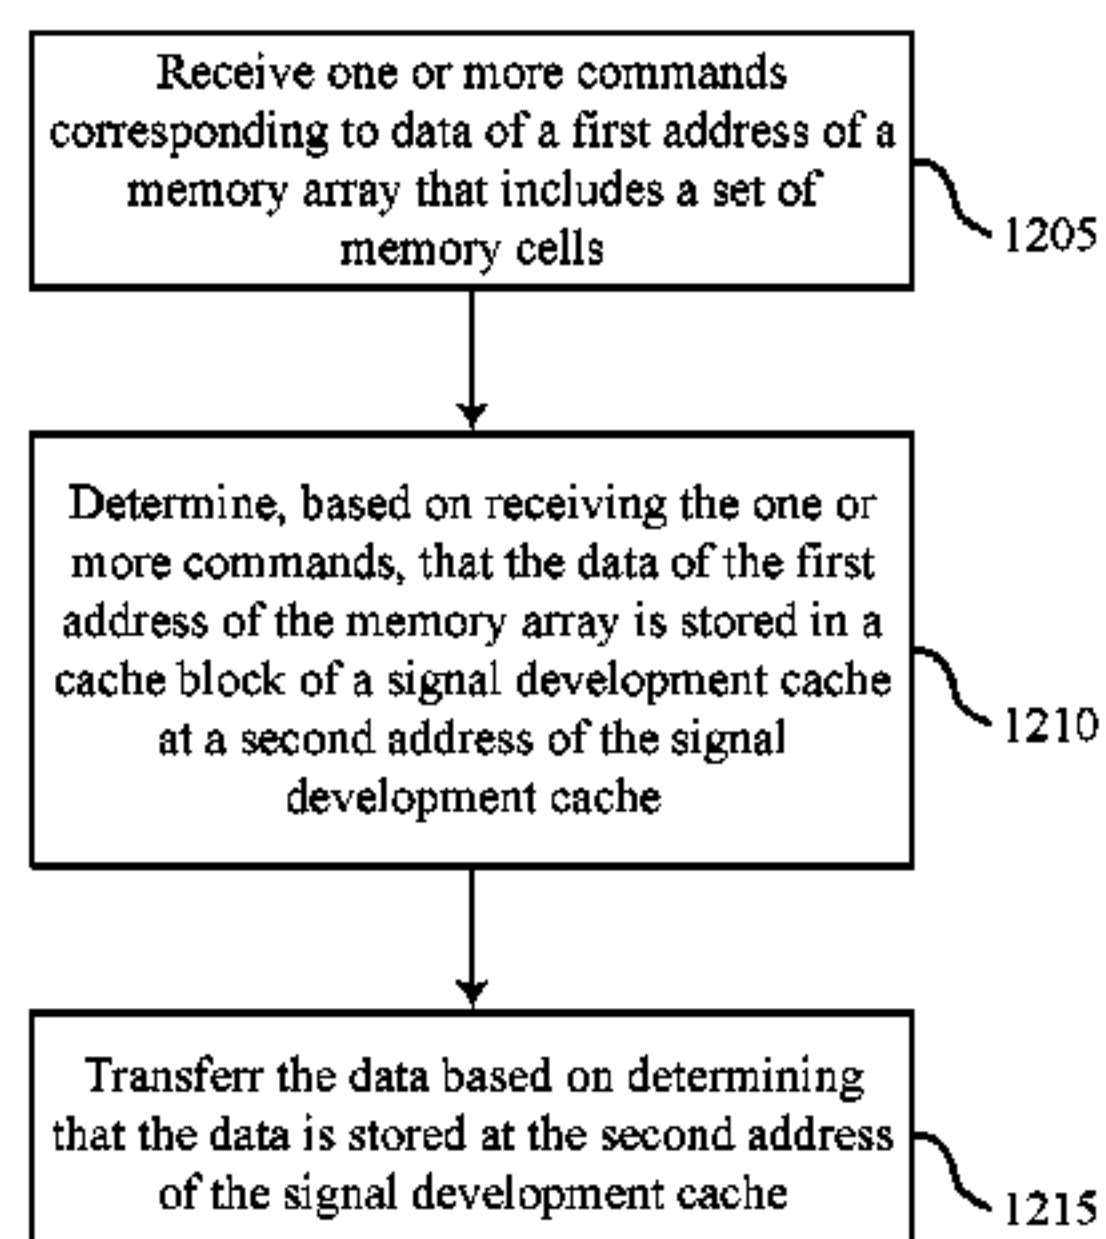 Receive one or more commands
corresponding to data of a first address of a
memory array that includes a set of
memory cells
1205
Determine, based on receiving the one or
more commands, that the data of the first
address of the memory array is stored in a
cache block of a signal development cache
at a second address of the signal
development cache
1210
Transferr the data based on determining
that the data is stored at the second address
of the signal development cache
1215